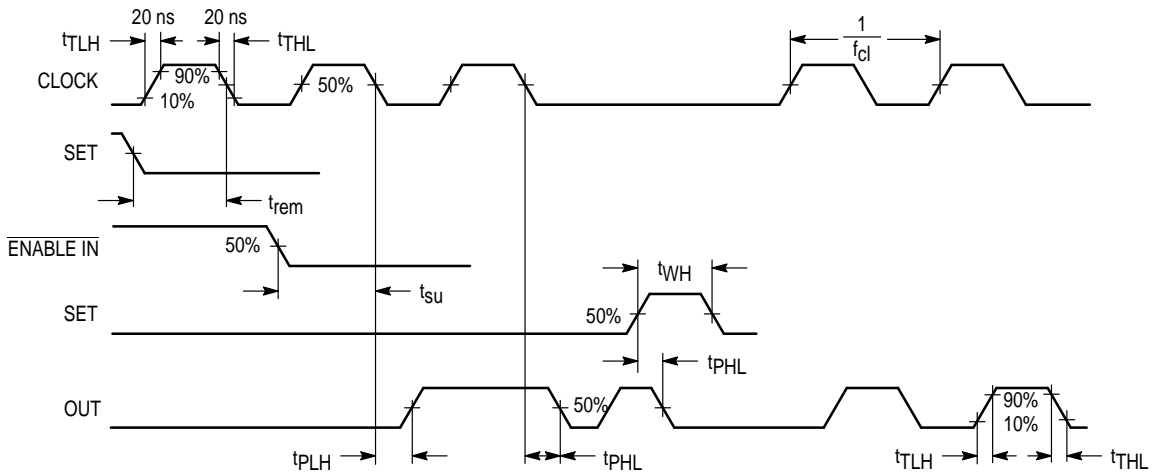 20 ns 20 ns
tTLH tTHL
1
fcl
CLOCK 90% 50%
10%
SET
trem
ENABLE IN 50%
tsu
tWH
SET 50%
tPHL
OUT 50% 90%
10%
tPLH tPHL tTLH tTHL